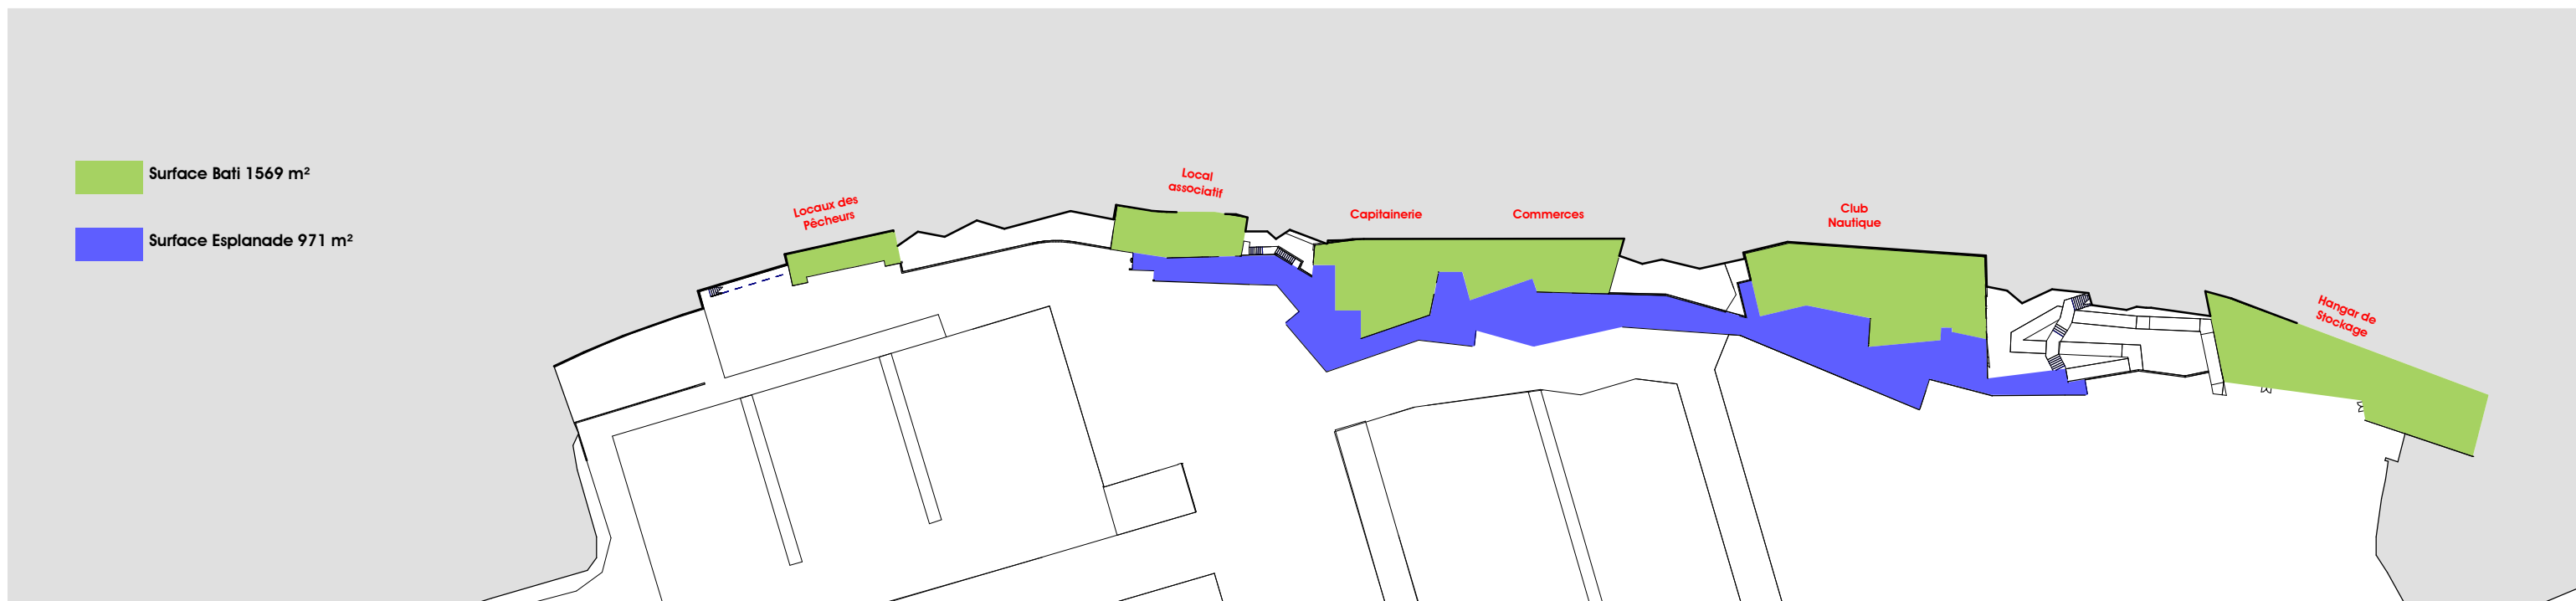 Surface Bati 1569 m²
Surface Esplanade 971 m²
Locaux des
Pêcheurs
Local
associatif
Capitainerie
Commerces
Club
Nautique
Hangar de
Stockage